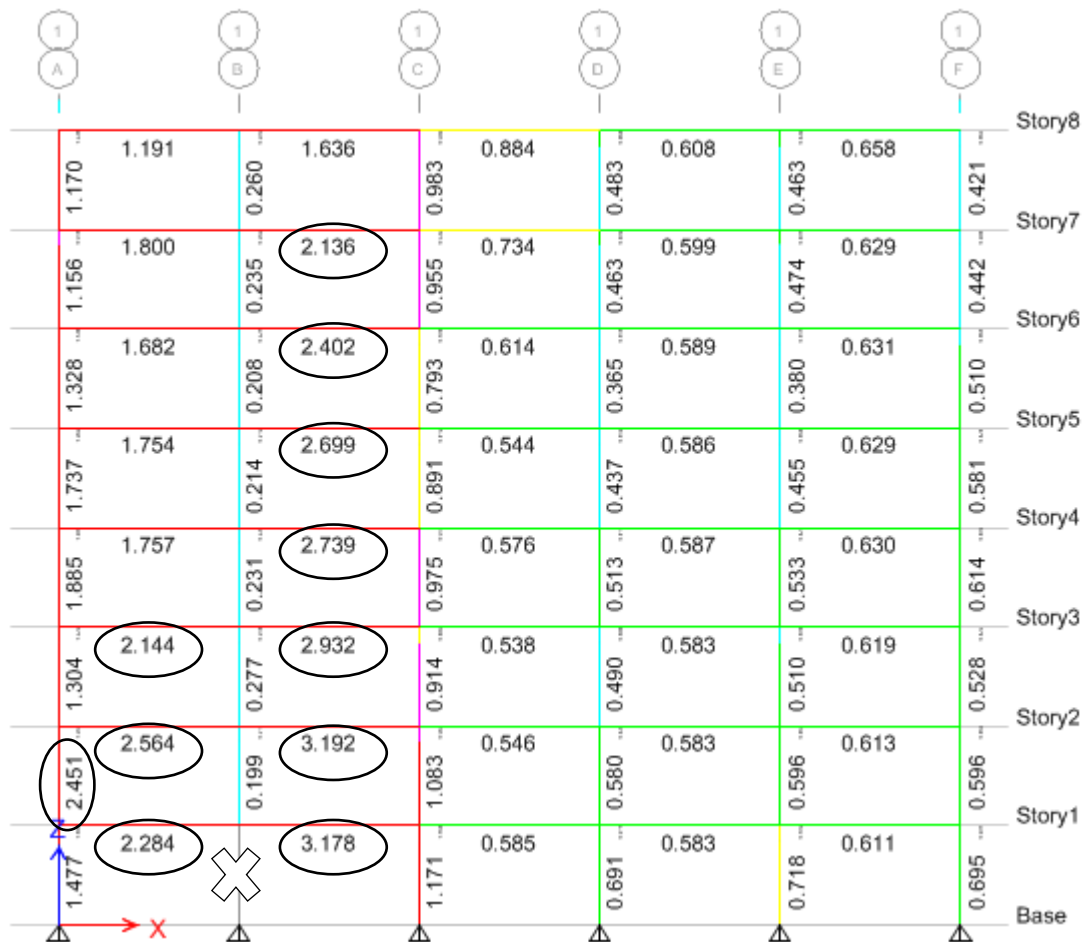 1 1 1 1 1 1
A B C D E F
Story8
1.191 1.636 0.884 0.608 0.658
1.170 0.260 0.983 0.483 0.463 0.421
Story7
1.800 2.136 0.734 0.599 0.629
1.156 0.235 0.955 0.463 0.474 0.442
Story6
1.682 2.402 0.614 0.589 0.631
1.328 0.208 0.793 0.365 0.380 0.510
Story5
1.754 2.699 0.544 0.586 0.629
1.737 0.214 0.891 0.437 0.455 0.581
Story4
1.757 2.739 0.576 0.587 0.630
1.885 0.231 0.975 0.513 0.533 0.614
Story3
2.144 2.932 0.538 0.583 0.619
1.304 0.277 0.914 0.490 0.510 0.528
Story2
2.564 3.192 0.546 0.583 0.613
2.451 0.199 1.083 0.580 0.596 0.596
Story1
Z
2.284 3.178 0.585 0.583 0.611
1.477 1.171 0.691 0.718 0.695
Base
X